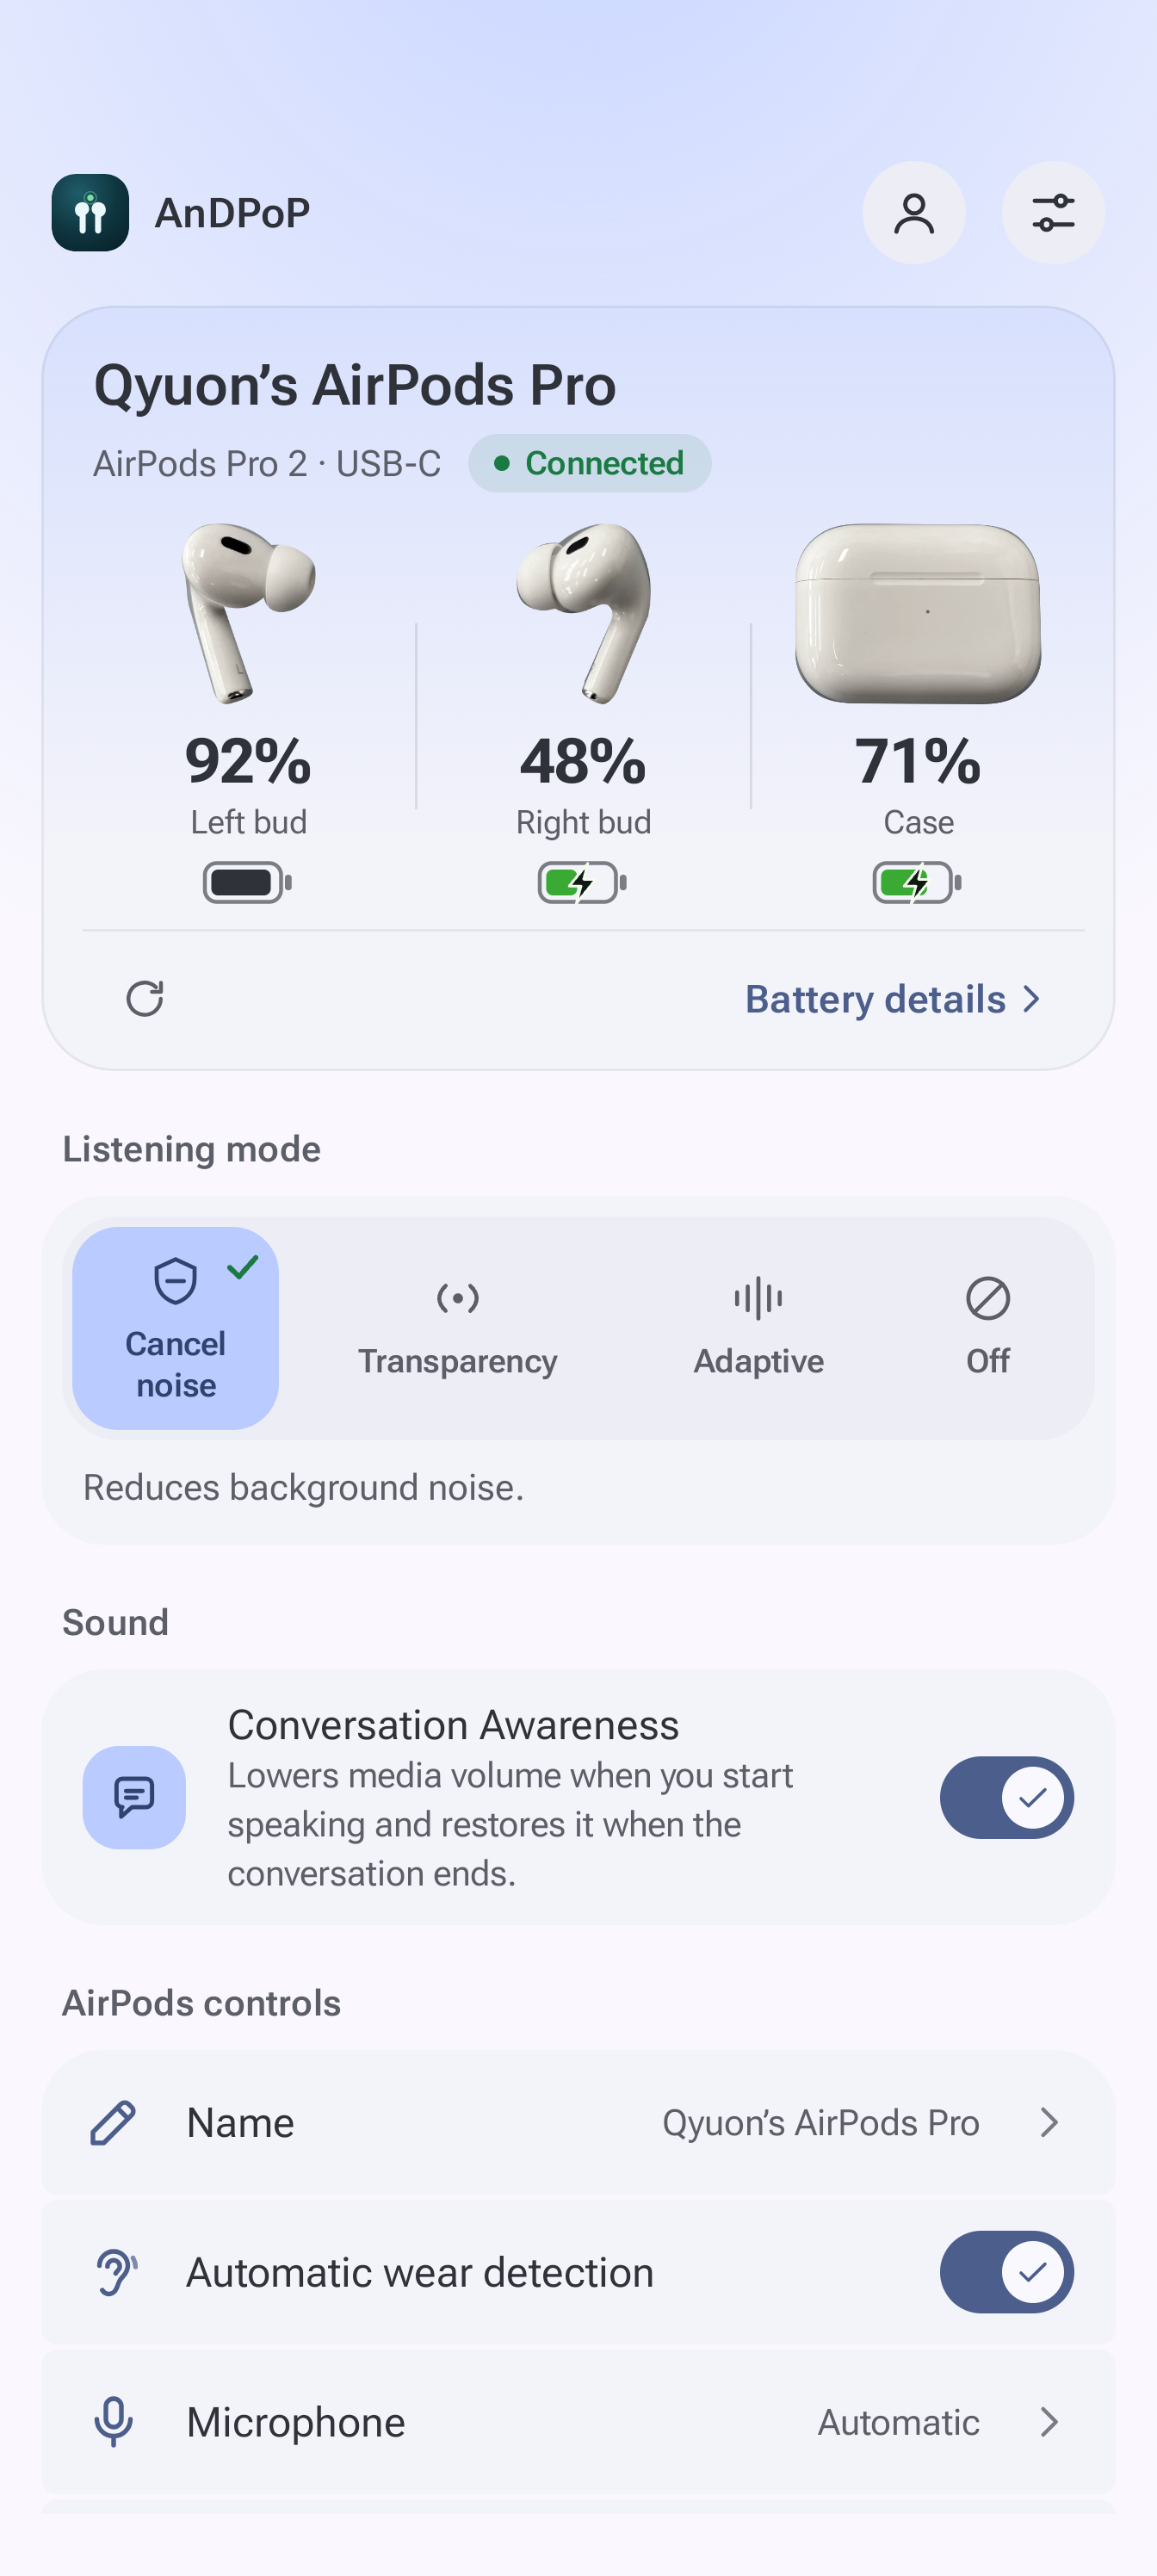 AnDPoP
Qyuon’s AirPods Pro
AirPods Pro 2 · USB-C
Connected
92%
48%
71%
Left bud
Right bud
Case
Battery details
Listening mode
Cancel
noise
Transparency
Adaptive
Off
Reduces background noise.
Sound
Conversation Awareness
Lowers media volume when you start
speaking and restores it when the
conversation ends.
AirPods controls
Name
Qyuon’s AirPods Pro
Automatic wear detection
Microphone
Automatic